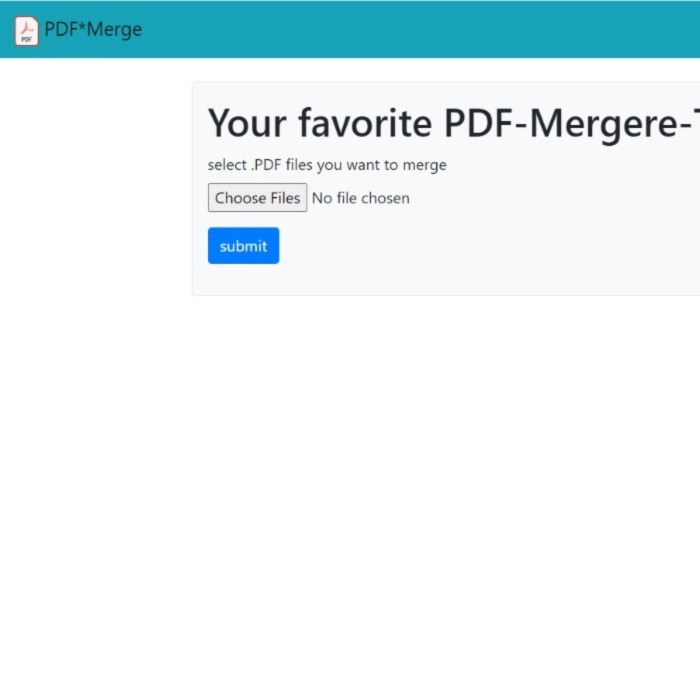 PDF PDF*Merge
Your favorite PDF-Mergere-
select .PDF files you want to merge
Choose Files No file chosen
submit